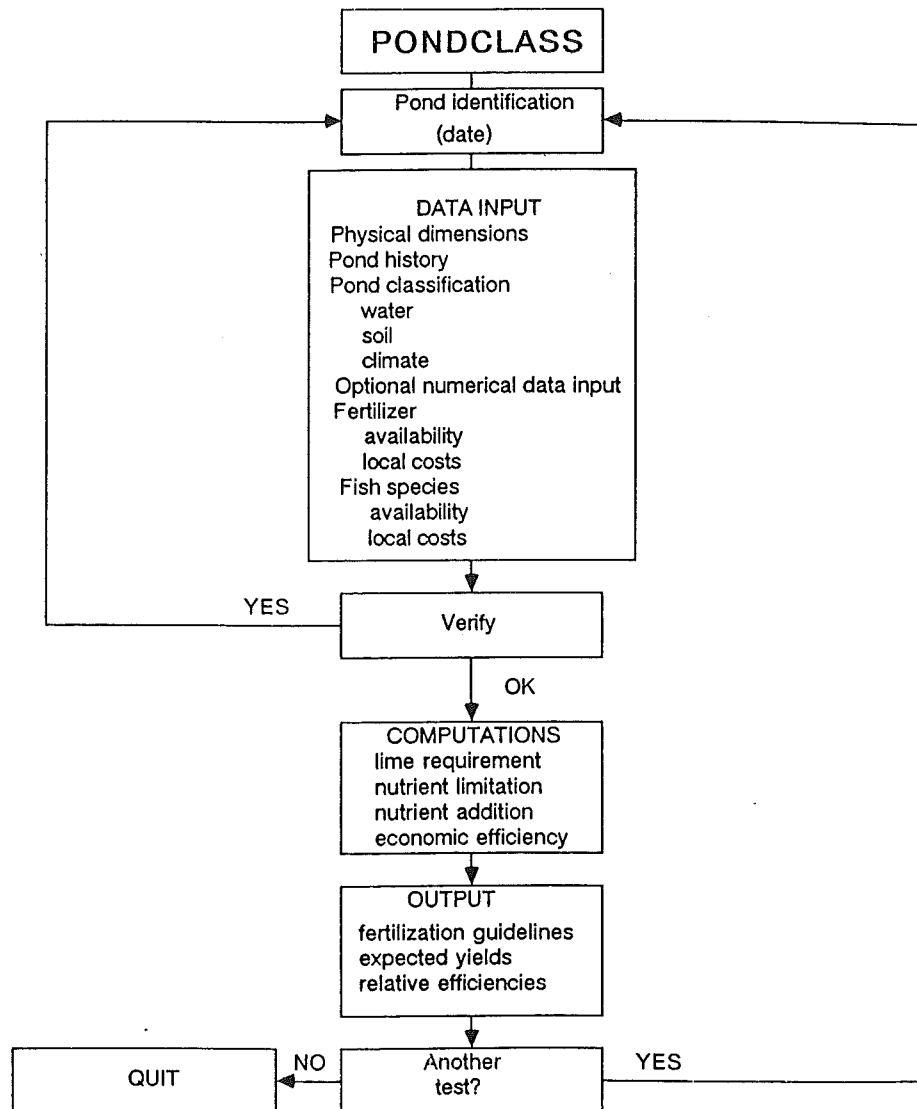 PONDCLASS
Pond identification
(date)
DATA INPUT
Physical dimensions
Pond history
Pond classification
water
soil
climate
Optional numerical data input
Fertilizer
availability
local costs
Fish species
availability
local costs
YES
Verify
OK
COMPUTATIONS
lime requirement
nutrient limitation
nutrient addition
economic efficiency
OUTPUT
fertilization guidelines
expected yields
relative efficiencies
QUIT
NO
Another
test?
YES